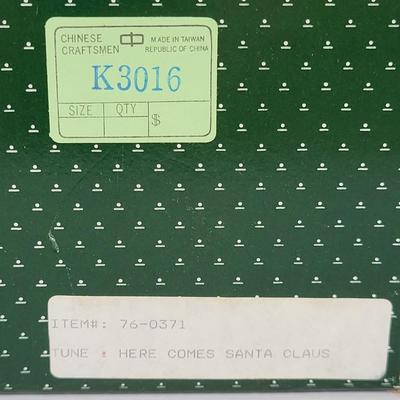 CHINESE MADE IN TAIWAN
CRAFTSMEN REPUBLIC OF CHINA
K3016
SIZE QTY $
ITEM#: 76-0371
TUNE : HERE COMES SANTA CLAUS